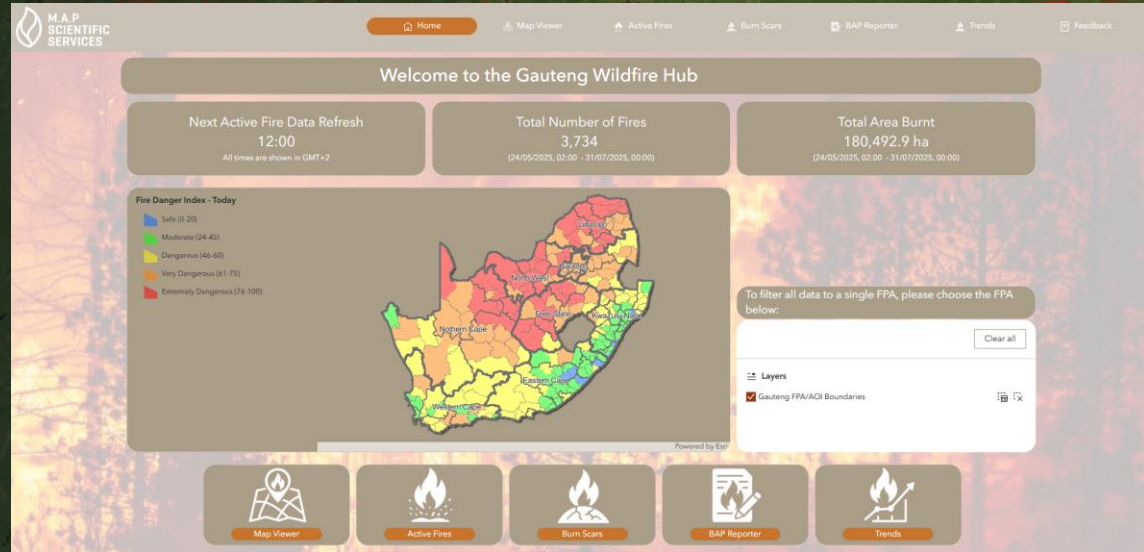 M.A.P
SCIENTIFIC
SERVICES
Home
Map Viewer
Active Fires
Burn Scars
BAP Reporter
Trends
Feedback
Welcome to the Gauteng Wildfire Hub
Next Active Fire Data Refresh
12:00
All times are shown in GMT+2
Total Number of Fires
3,734
(24/05/2025, 02:00 - 31/07/2025, 00:00)
Total Area Burnt
180,492.9 ha
(24/05/2025, 02:00 - 31/07/2025, 00:00)
Fire Danger Index - Today
Safe (0-20)
Moderate (24-45)
Dangerous (46-60)
Very Dangerous (61-75)
Extremely Dangerous (76-100)
Limpopo
North West
Gauteng
Free State
KwaZulu-Natal
Nothern Cape
Eastern Cape
Western Cape
Powered by Esri
To filter all data to a single FPA, please choose the FPA
below:
Clear all
Layers
Gauteng FPA/AOI Boundaries
Map Viewer
Active Fires
Burn Scars
BAP Reporter
Trends